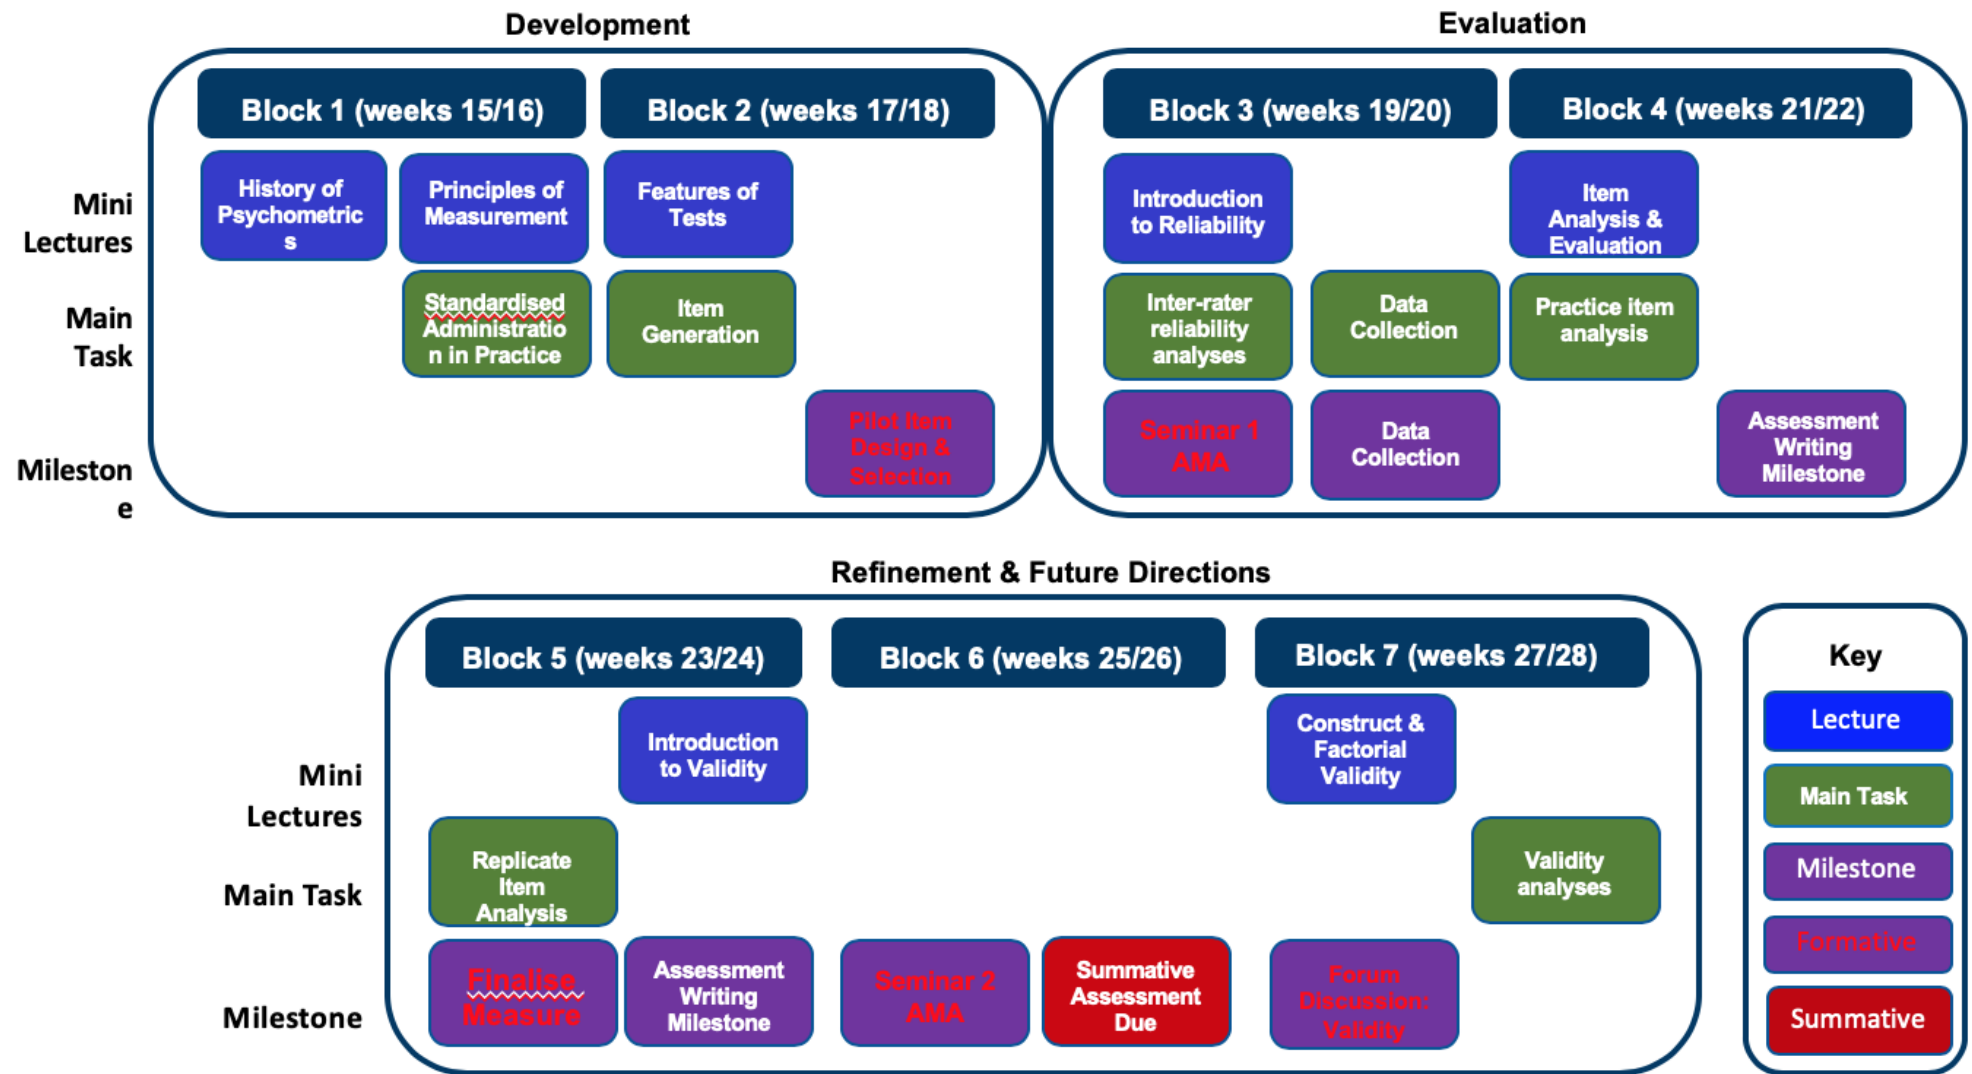 Development
Evaluation
Block 1 (weeks 15/16)
Block 2 (weeks 17/18)
Block 3 (weeks 19/20)
Block 4 (weeks 21/22)
Mini
Lectures
History of
Psychometric
s
Principles of
Measurement
Features of
Tests
Introduction
to Reliability
Item
Analysis &
Evaluation
Main
Task
Standardised
Administratio
n in Practice
Item
Generation
Inter-rater
reliability
analyses
Data
Collection
Practice item
analysis
Mileston
e
Pilot Item
Design &
Selection
Seminar 1
AMA
Data
Collection
Assessment
Writing
Milestone
Refinement & Future Directions
Block 5 (weeks 23/24)
Block 6 (weeks 25/26)
Block 7 (weeks 27/28)
Mini
Lectures
Introduction
to Validity
Construct &
Factorial
Validity
Main Task
Replicate
Item
Analysis
Validity
analyses
Milestone
Finalise
Measure
Assessment
Writing
Milestone
Seminar 2
AMA
Summative
Assessment
Due
Forum
Discussion:
Validity
Key
Lecture
Main Task
Milestone
Formative
Summative